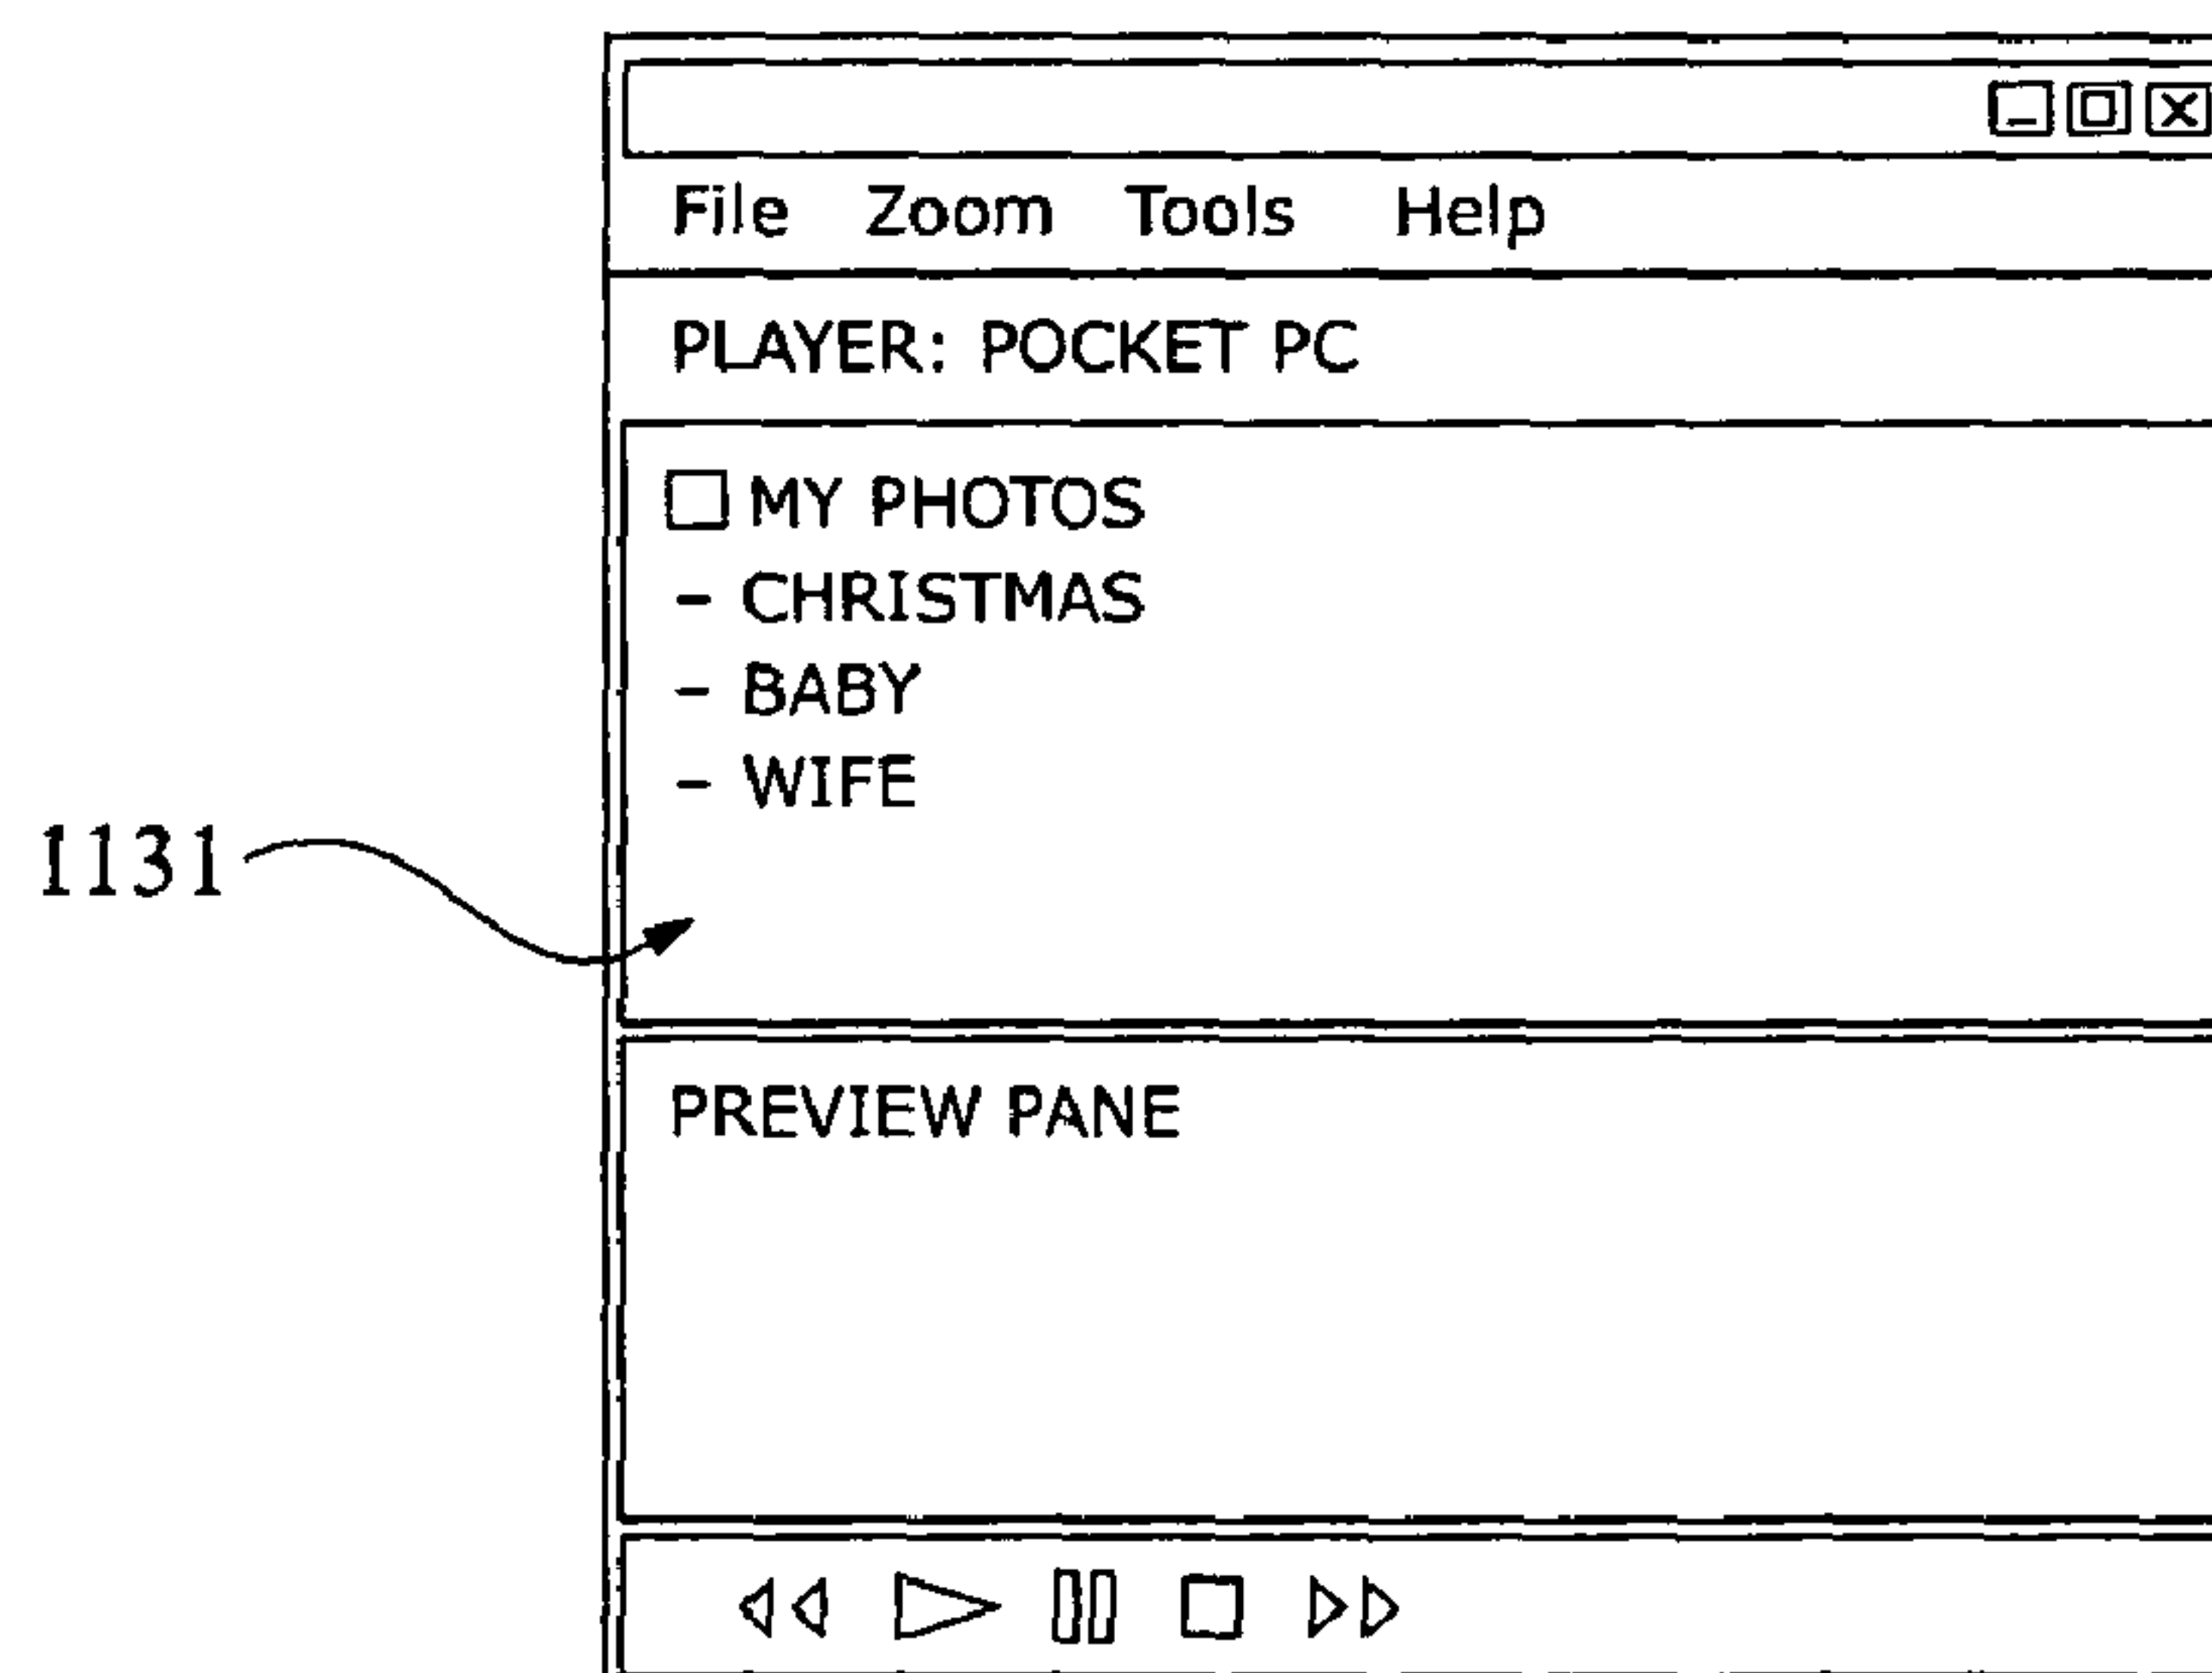 File Zoom Tools Help
PLAYER: POCKET PC
MY PHOTOS
- CHRISTMAS
- BABY
- WIFE
1131
PREVIEW PANE